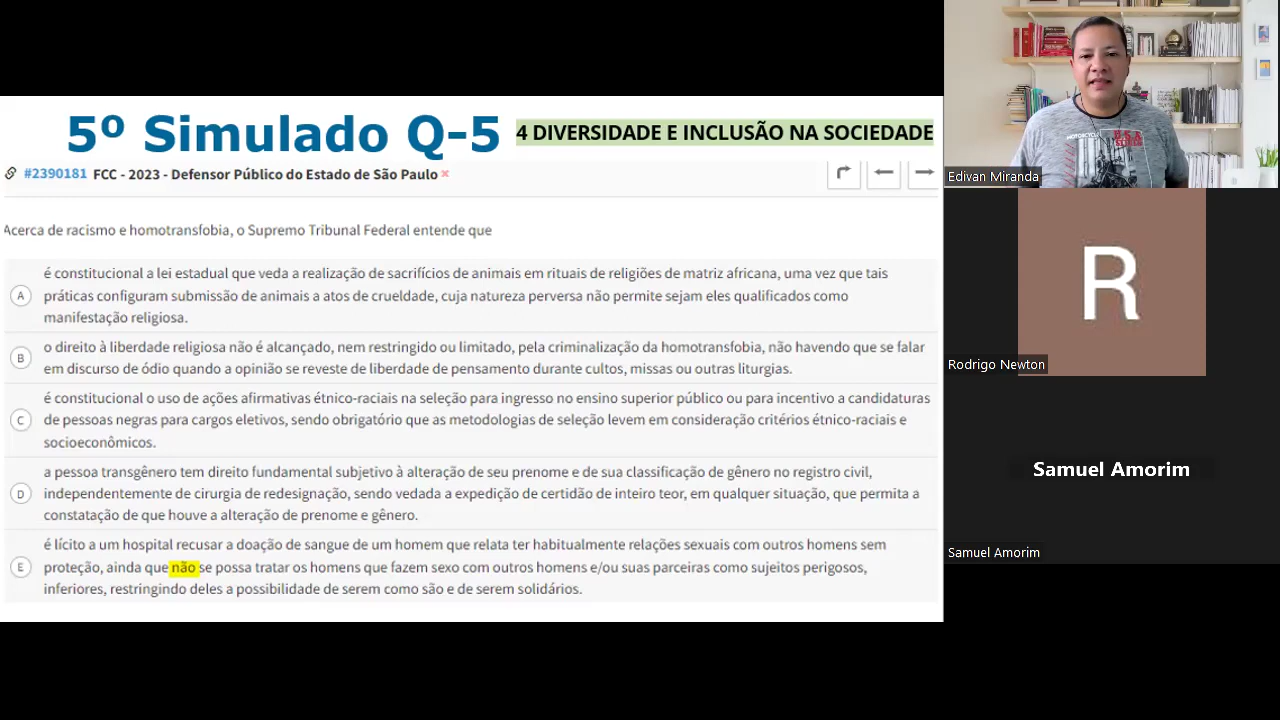 5º Simulado Q-5 4 DIVERSIDADE E INCLUSÃO NA SOCIEDADE
#2390181 FCC - 2023 - Defensor Público do Estado de São Paulo
Acerca de racismo e homotransfobia, o Supremo Tribunal Federal entende que
A é constitucional a lei estadual que veda a realização de sacrifícios de animais em rituais de religiões de matriz africana, uma vez que tais
práticas configuram submissão de animais a atos de crueldade, cuja natureza perversa não permite sejam eles qualificados como
manifestação religiosa.
B o direito à liberdade religiosa não é alcançado, nem restringido ou limitado, pela criminalização da homotransfobia, não havendo que se falar
em discurso de ódio quando a opinião se reveste de liberdade de pensamento durante cultos, missas ou outras liturgias.
C é constitucional o uso de ações afirmativas étnico-raciais na seleção para ingresso no ensino superior público ou para incentivo a candidaturas
de pessoas negras para cargos eletivos, sendo obrigatório que as metodologias de seleção levem em consideração critérios étnico-raciais e
socioeconômicos.
D a pessoa transgênero tem direito fundamental subjetivo à alteração de seu prenome e de sua classificação de gênero no registro civil,
independentemente de cirurgia de redesignação, sendo vedada a expedição de certidão de inteiro teor, em qualquer situação, que permita a
constatação de que houve a alteração de prenome e gênero.
E é lícito a um hospital recusar a doação de sangue de um homem que relata ter habitualmente relações sexuais com outros homens sem
proteção, ainda que não se possa tratar os homens que fazem sexo com outros homens e/ou suas parceiras como sujeitos perigosos,
inferiores, restringindo deles a possibilidade de serem como são e de serem solidários.
MOTORCYCLE
U.S.A
Edivan Miranda
R
Rodrigo Newton
Samuel Amorim
Samuel Amorim